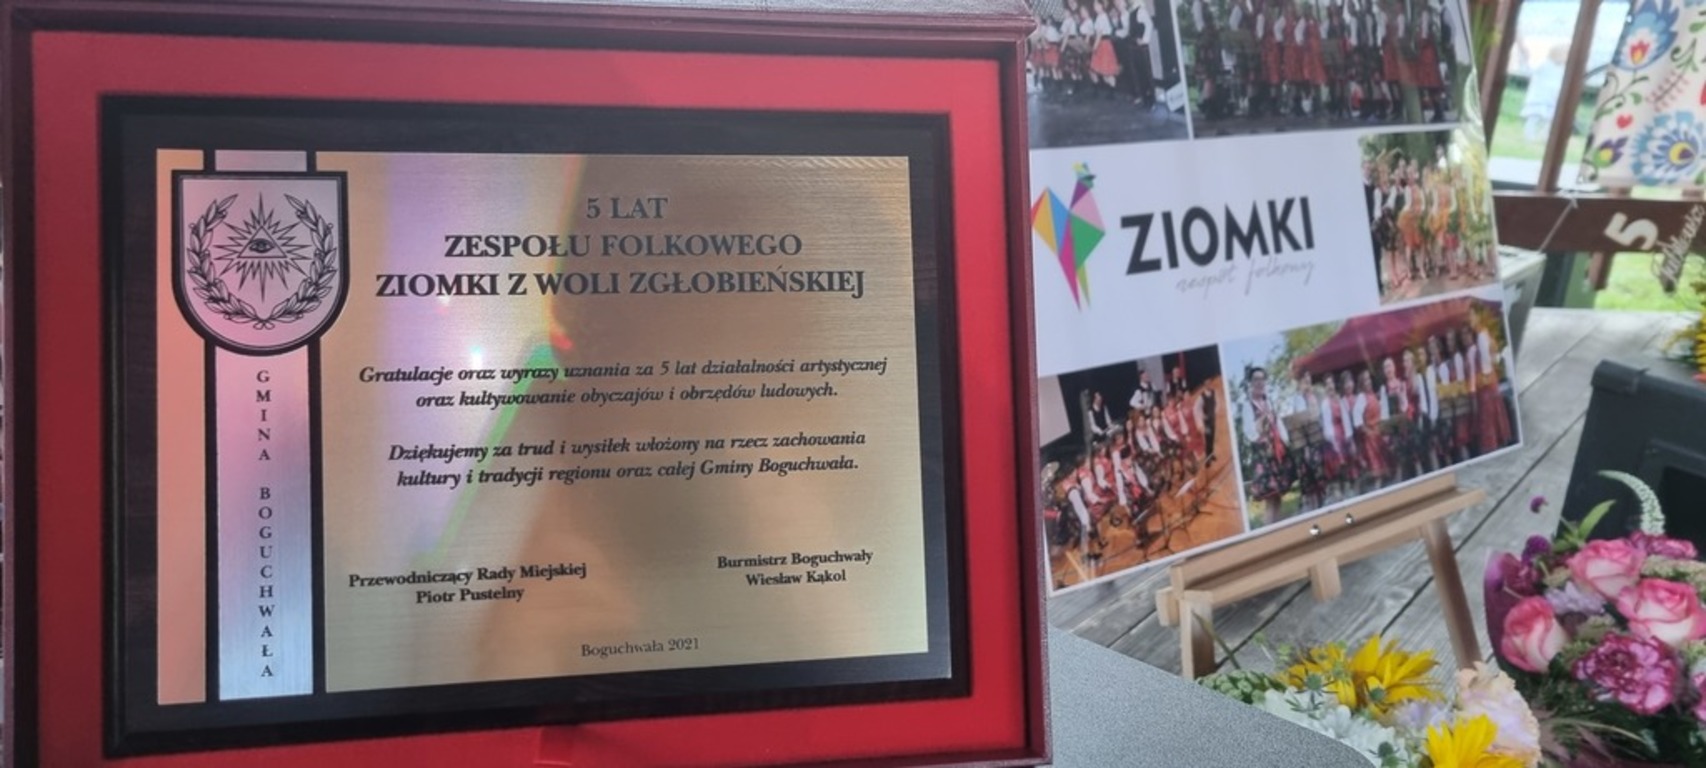 5 LAT
ZESPOŁU FOLKOWEGO
ZIOMKI Z WOLI ZGŁOBIEŃSKIEJ
Gratulacje oraz wyrazy uznania za 5 lat działalności artystycznej
oraz kultywowanie obyczajów i obrzędów ludowych.
Dziękujemy za trud i wysiłek włożony na rzecz zachowania
kultury i tradycji regionu oraz całej Gminy Boguchwała.
Przewodniczący Rady Miejskiej
Piotr Pustelny
Burmistrz Boguchwały
Wiesław Kąkol
Boguchwała 2021
GMINA BOGUCHWAŁA
ZIOMKI
zespół folkowy
5